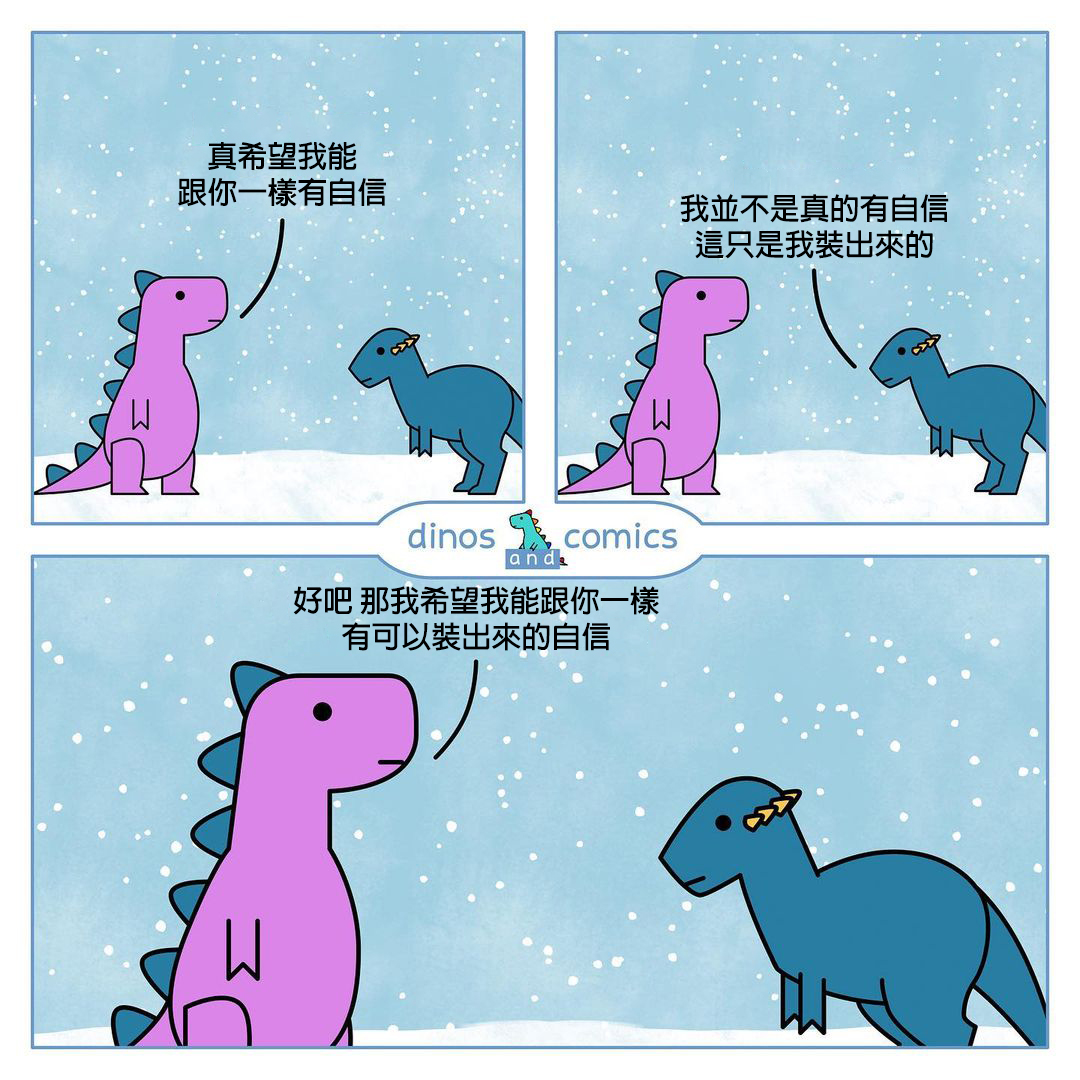 真希望我能
跟你一樣有自信
我並不是真的有自信
這只是我裝出來的
dinos and comics
好吧 那我希望我能跟你一樣
有可以裝出來的自信